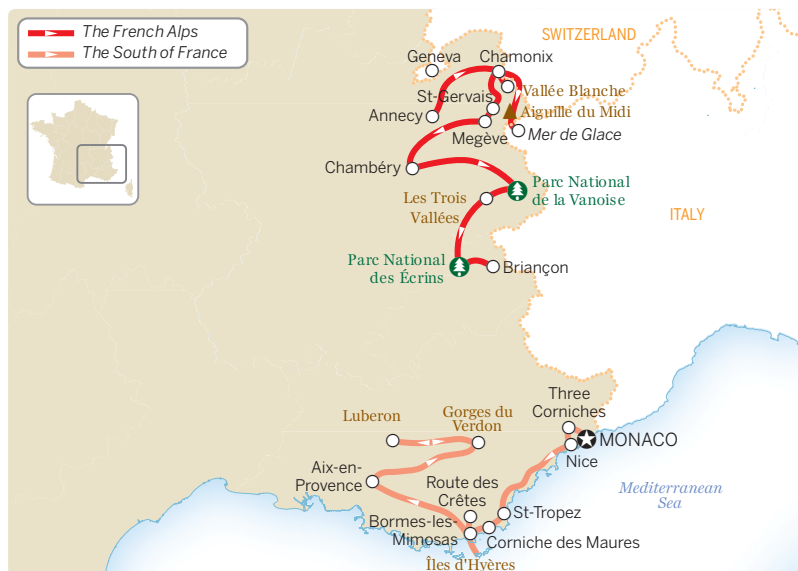 The French Alps
The South of France
SWITZERLAND
Geneva
Chamonix
Vallée Blanche
St-Gervais
Aiguille du Midi
Annecy
Mer de Glace
Megève
Chambéry
Parc National
de la Vanoise
Les Trois
Vallées
ITALY
Parc National
des Écrins
Briançon
Three
Corniches
Luberon
Gorges du
Verdon
MONACO
Nice
Aix-en-
Provence
Route des
Crêtes
Mediterranean
Sea
St-Tropez
Bormes-les-
Mimosas
Corniche des Maures
Îles d'Hyères